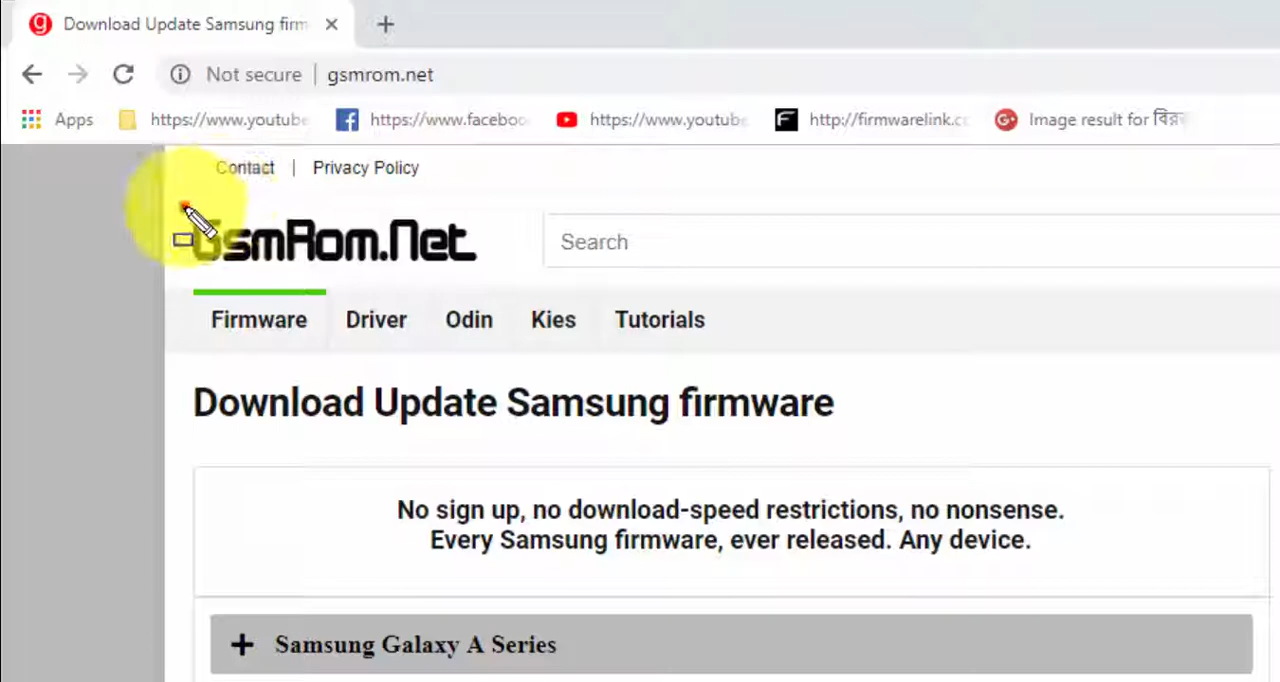 Download Update Samsung firm
Not secure | gsmrom.net
Apps https://www.youtube https://www.faceboo https://www.youtube http://firmwarelink.co Image result for
Contact | Privacy Policy
GsmRom.Net
Search
Firmware Driver Odin Kies Tutorials
Download Update Samsung firmware
No sign up, no download-speed restrictions, no nonsense.
Every Samsung firmware, ever released. Any device.
Samsung Galaxy A Series